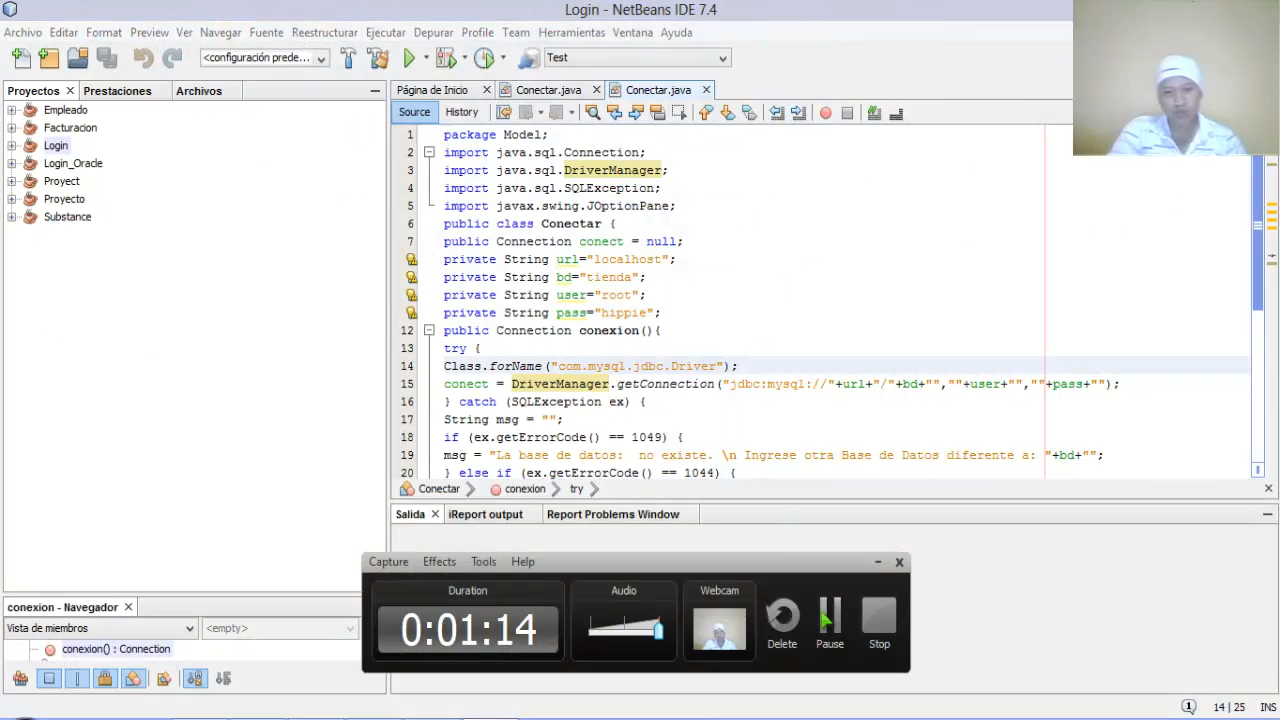 Login - NetBeans IDE 7.4
Archivo Editar Format Preview Ver Navegar Fuente Reestructurar Ejecutar Depurar Profile Team Herramientas Ventana Ayuda
<configuración prede... Test
Proyectos Prestaciones Archivos
Página de Inicio Conectar.java Conectar.java
Source History
Empleado
Facturacion
Login
Login_Oracle
Proyect
Proyecto
Substance
1 package Model;
2 import java.sql.Connection;
3 import java.sql.DriverManager;
4 import java.sql.SQLException;
5 import javax.swing.JOptionPane;
6 public class Conectar {
7 public Connection conect = null;
private String url="localhost";
private String bd="tienda";
private String user="root";
private String pass="hippie";
12 public Connection conexion(){
13 try {
14 Class.forName("com.mysql.jdbc.Driver");
15 conect = DriverManager.getConnection("jdbc:mysql://"+url+"/"+bd+"",""+user+"",""+pass+"");
16 } catch (SQLException ex) {
17 String msg = "";
18 if (ex.getErrorCode() == 1049) {
19 msg = "La base de datos:  no existe. \n Ingrese otra Base de Datos diferente a: "+bd+"";
20 } else if (ex.getErrorCode() == 1044) {
Conectar conexion try
Salida iReport output Report Problems Window
Capture Effects Tools Help
Duration Audio Webcam
0:01:14
Delete Pause Stop
conexion - Navegador
Vista de miembros <empty>
conexion() : Connection
1 14 | 25 INS